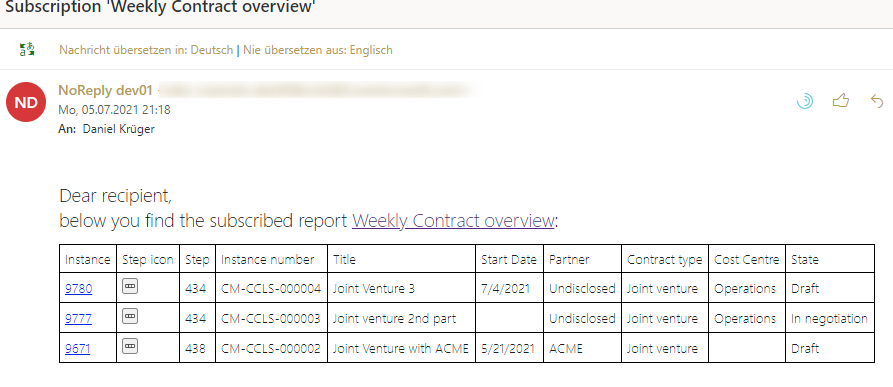 Subscription 'Weekly Contract overview'
Nachricht übersetzen in: Deutsch | Nie übersetzen aus: Englisch
ND
NoReply dev01
Mo, 05.07.2021 21:18
An: Daniel Krüger
Dear recipient,
below you find the subscribed report Weekly Contract overview:
Instance Step icon Step Instance number Title Start Date Partner Contract type Cost Centre State
9780 434 CM-CCLS-000004 Joint Venture 3 7/4/2021 Undisclosed Joint venture Operations Draft
9777 434 CM-CCLS-000003 Joint venture 2nd part Undisclosed Joint venture Operations In negotiation
9671 438 CM-CCLS-000002 Joint Venture with ACME 5/21/2021 ACME Joint venture Draft